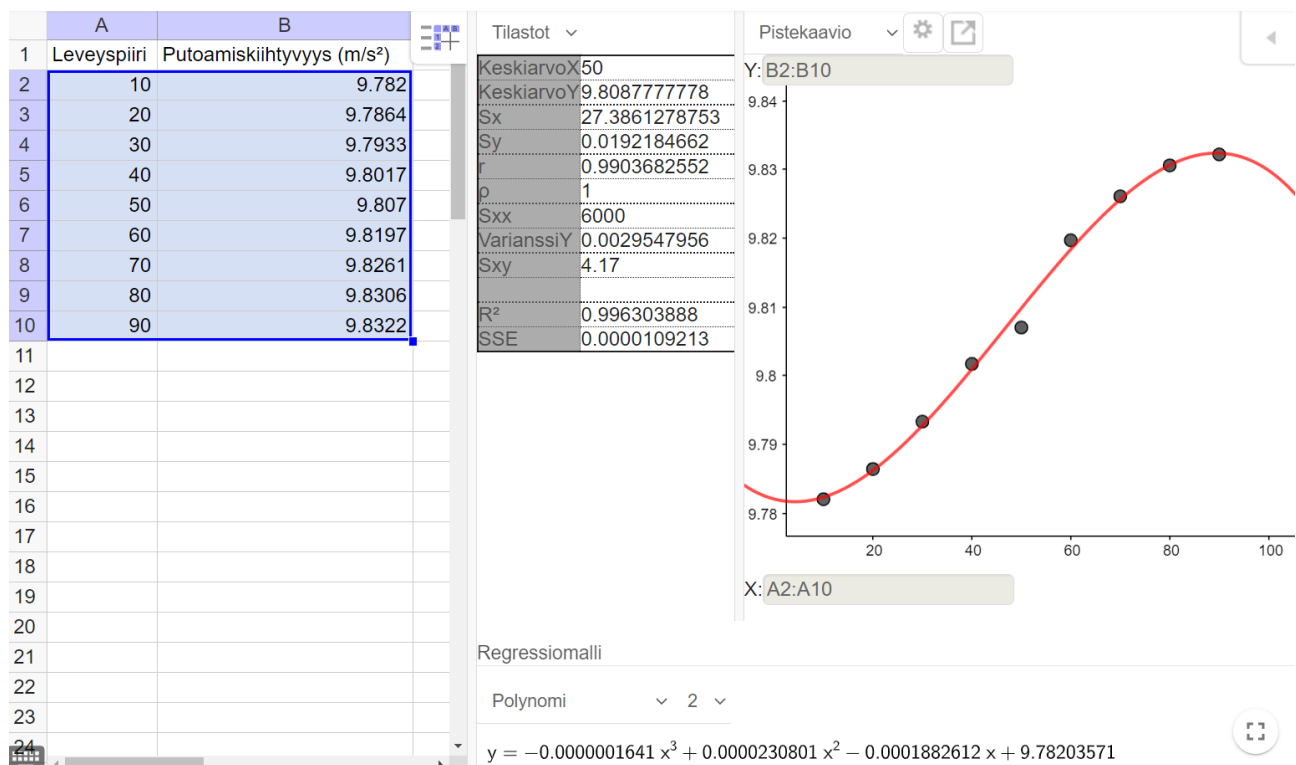 A B
1 Leveyspiiri Putoamiskiihtyvyys (m/s²)
2 10 9.782
3 20 9.7864
4 30 9.7933
5 40 9.8017
6 50 9.807
7 60 9.8197
8 70 9.8261
9 80 9.8306
10 90 9.8322
11
12
13
14
15
16
17
18
19
20
21
22
23
24
Tilastot
KeskiarvoX 50
KeskiarvoY 9.8087777778
Sx 27.3861278753
Sy 0.0192184662
r 0.9903682552
ρ 1
Sxx 6000
VarianssiY 0.0029547956
Sxy 4.17
R² 0.996303888
SSE 0.0000109213
Pistekaavio
Y: B2:B10
9.84
9.83
9.82
9.81
9.8
9.79
9.78
20 40 60 80 100
X: A2:A10
Regressiomalli
Polynomi 2
y = −0.0000001641 x³ + 0.0000230801 x² − 0.0001882612 x + 9.78203571